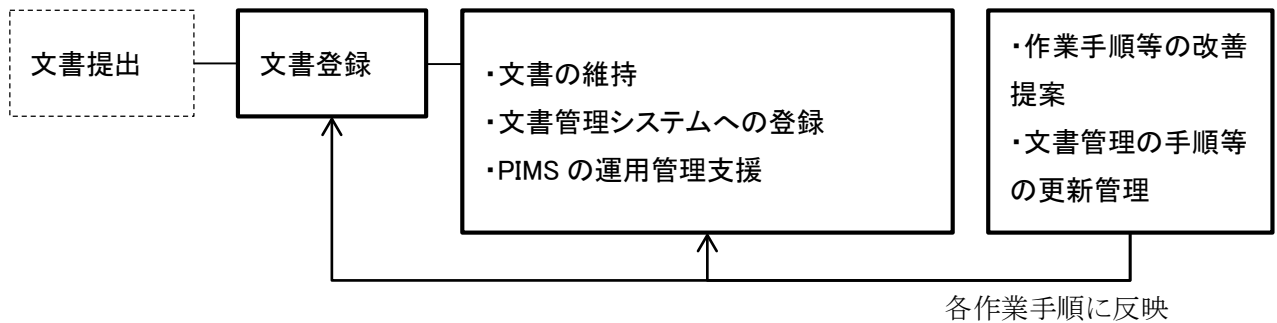 文書提出
文書登録
・文書の維持
・文書管理システムへの登録
・PIMS の運用管理支援
・作業手順等の改善
提案
・文書管理の手順等
の更新管理
各作業手順に反映